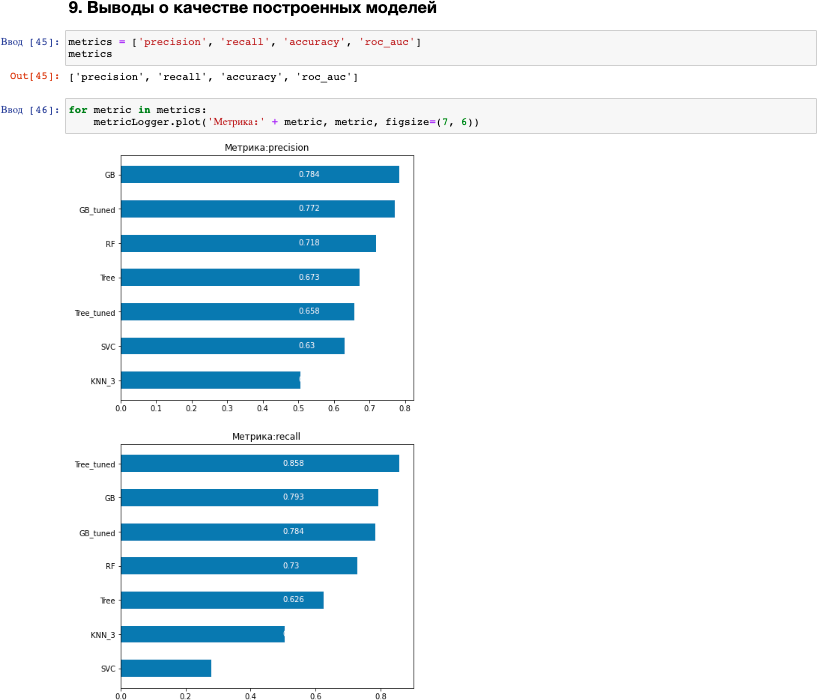 9. Выводы о качестве построенных моделей
Ввод [45]: metrics = ['precision', 'recall', 'accuracy', 'roc_auc']
metrics
Out[45]: ['precision', 'recall', 'accuracy', 'roc_auc']
Ввод [46]: for metric in metrics:
metricLogger.plot('Метрика:' + metric, metric, figsize=(7, 6))
Метрика:precision
GB 0.784
GB_tuned 0.772
RF 0.718
Tree 0.673
Tree_tuned 0.658
SVC 0.63
KNN_3
0.0 0.1 0.2 0.3 0.4 0.5 0.6 0.7 0.8
Метрика:recall
Tree_tuned 0.858
GB 0.793
GB_tuned 0.784
RF 0.73
Tree 0.626
KNN_3
SVC
0.0 0.2 0.4 0.6 0.8